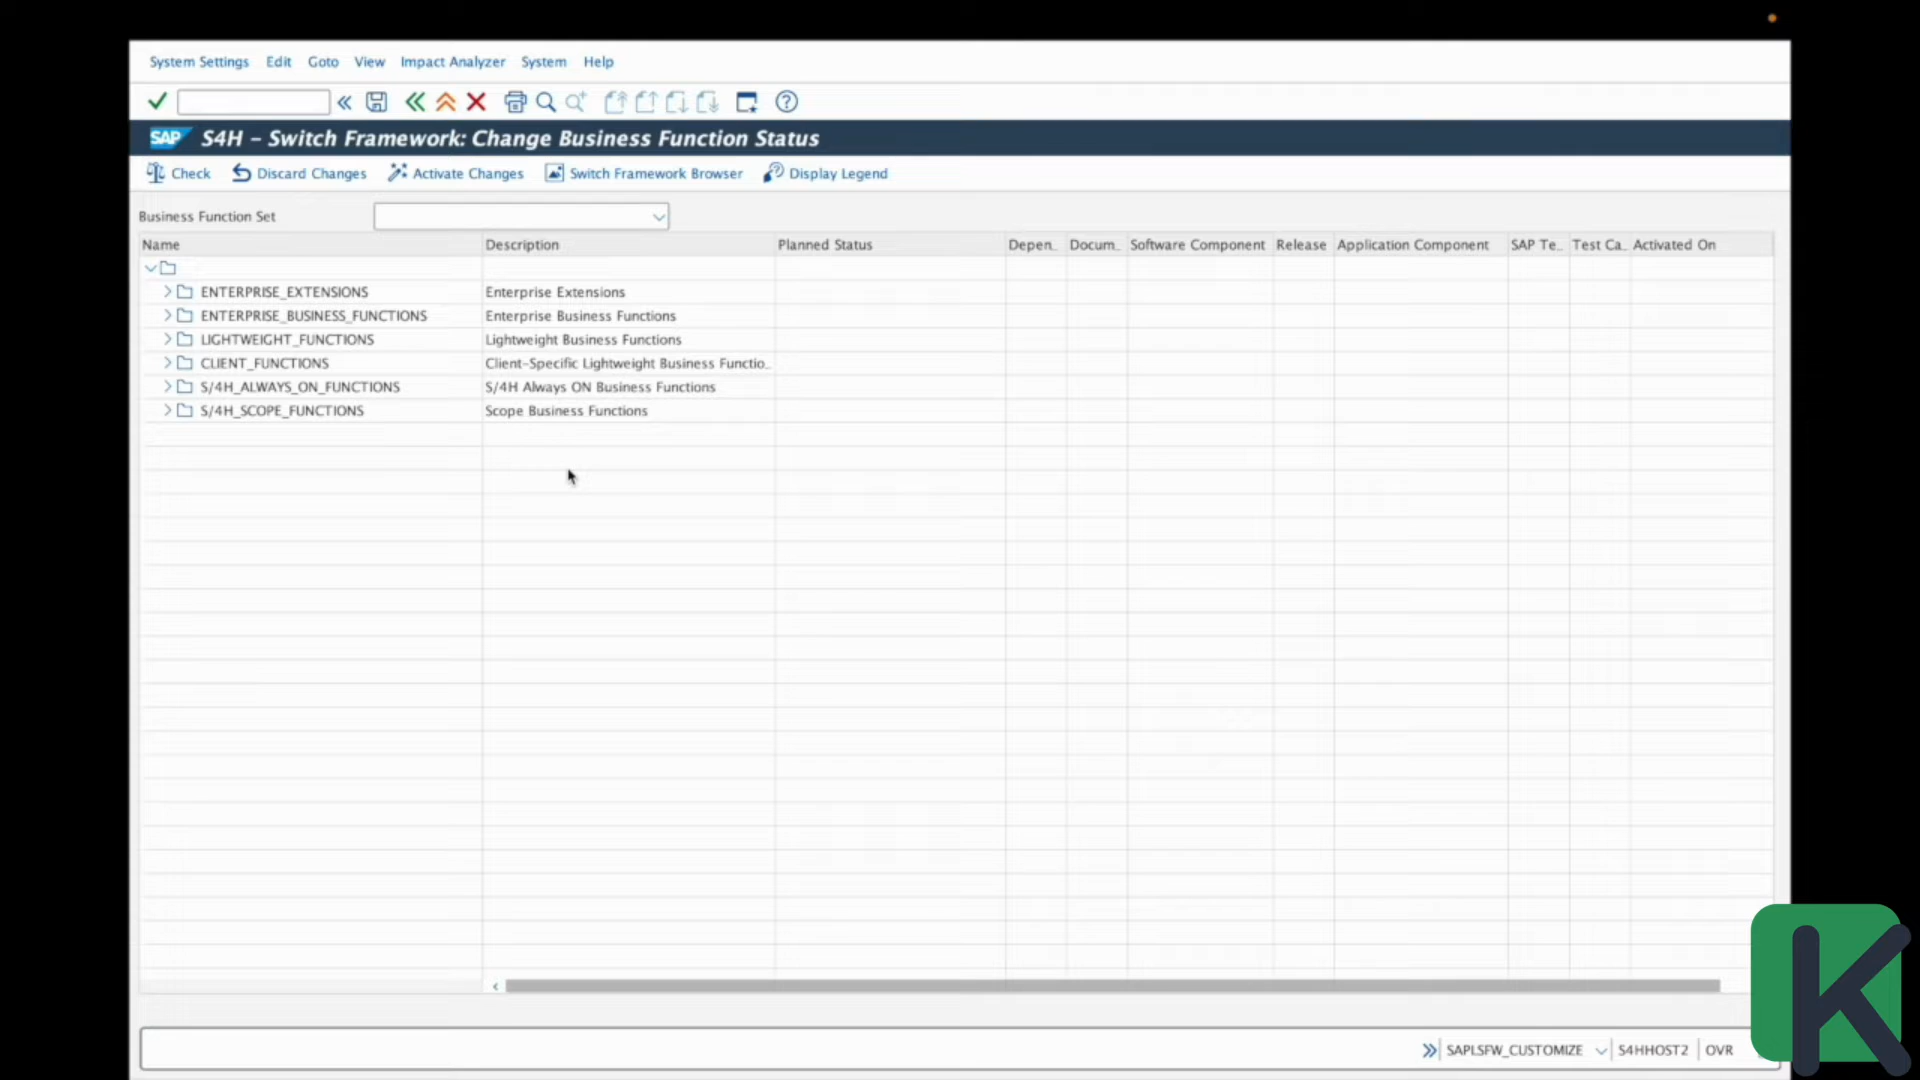 System Settings Edit Goto View Impact Analyzer System Help
SAP S4H – Switch Framework: Change Business Function Status
Check Discard Changes Activate Changes Switch Framework Browser Display Legend
Business Function Set
Name Description Planned Status Depen.. Docum.. Software Component Release Application Component SAP Te.. Test Ca.. Activated On
ENTERPRISE_EXTENSIONS Enterprise Extensions
ENTERPRISE_BUSINESS_FUNCTIONS Enterprise Business Functions
LIGHTWEIGHT_FUNCTIONS Lightweight Business Functions
CLIENT_FUNCTIONS Client-Specific Lightweight Business Functio..
S/4H_ALWAYS_ON_FUNCTIONS S/4H Always ON Business Functions
S/4H_SCOPE_FUNCTIONS Scope Business Functions
SAPLSFW_CUSTOMIZE S4HHOST2 OVR
K